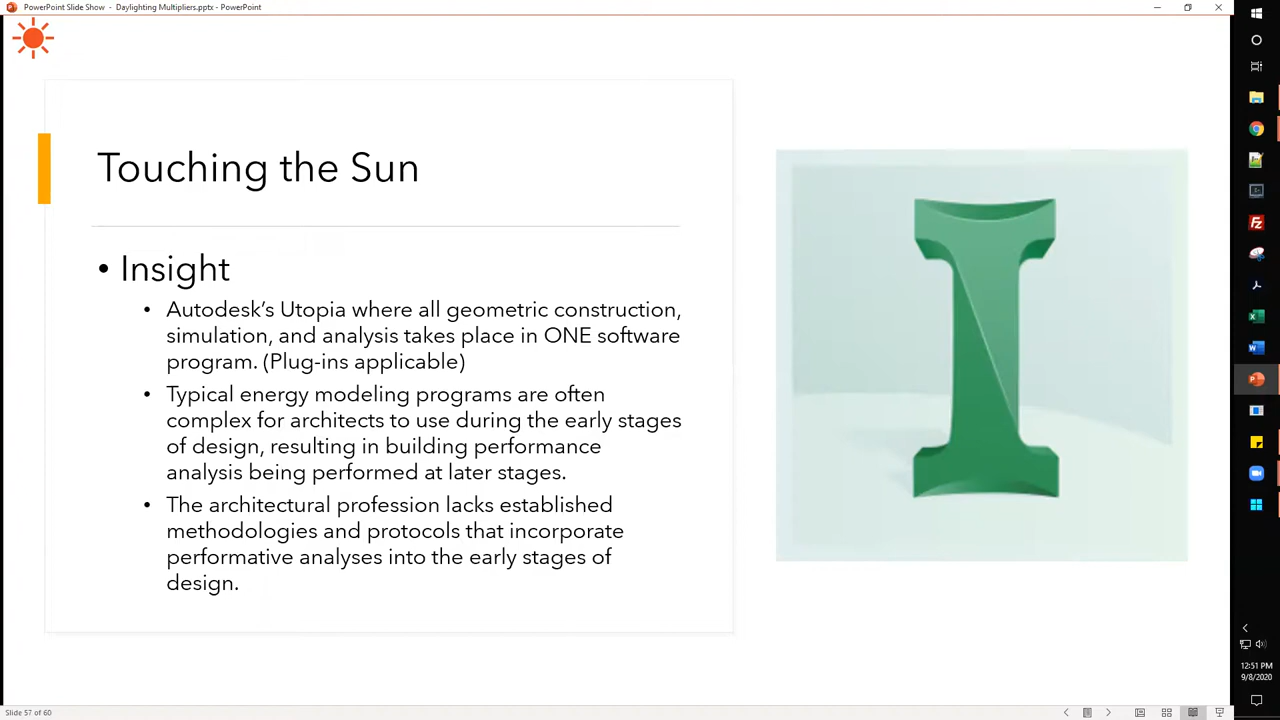 PowerPoint Slide Show - Daylighting Multipliers.pptx - PowerPoint
Touching the Sun
• Insight
• Autodesk’s Utopia where all geometric construction,
simulation, and analysis takes place in ONE software
program. (Plug-ins applicable)
• Typical energy modeling programs are often
complex for architects to use during the early stages
of design, resulting in building performance
analysis being performed at later stages.
• The architectural profession lacks established
methodologies and protocols that incorporate
performative analyses into the early stages of
design.
I
12:51 PM
9/8/2020
Slide 57 of 60